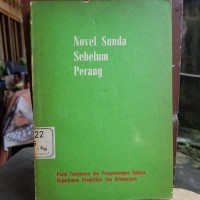 Novel Sunda
Sebelum
Perang
22
Pusat Pembinaan dan Pengembangan Bahasa
Departemen Pendidikan dan Kebudayaan